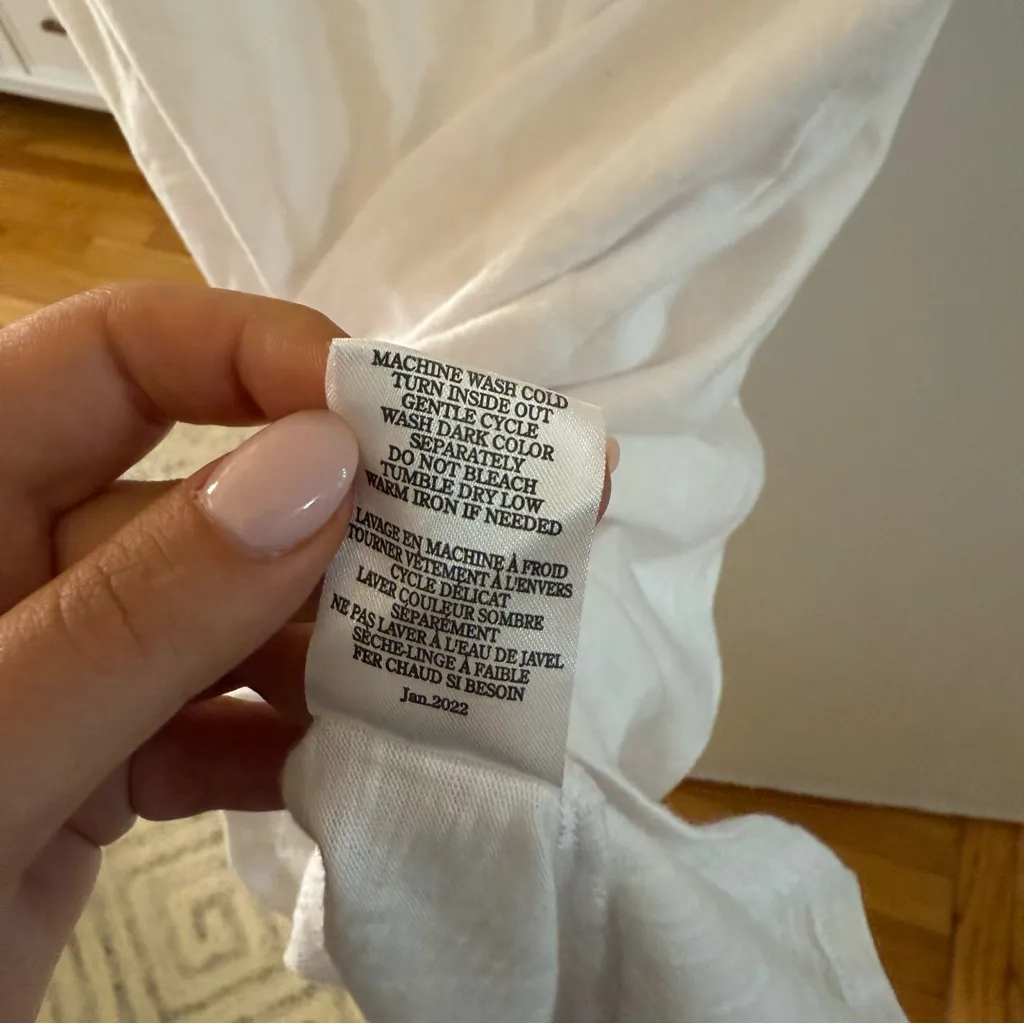 MACHINE WASH COLD
TURN INSIDE OUT
GENTLE CYCLE
WASH DARK COLOR
SEPARATELY
DO NOT BLEACH
TUMBLE DRY LOW
WARM IRON IF NEEDED
LAVAGE EN MACHINE À FROID
TOURNER VÊTEMENT À L'ENVERS
CYCLE DÉLICAT
LAVER COULEUR SOMBRE
SÉPARÉMENT
NE PAS LAVER À L'EAU DE JAVEL
SÈCHE-LINGE À FAIBLE
FER CHAUD SI BESOIN
Jan.2022